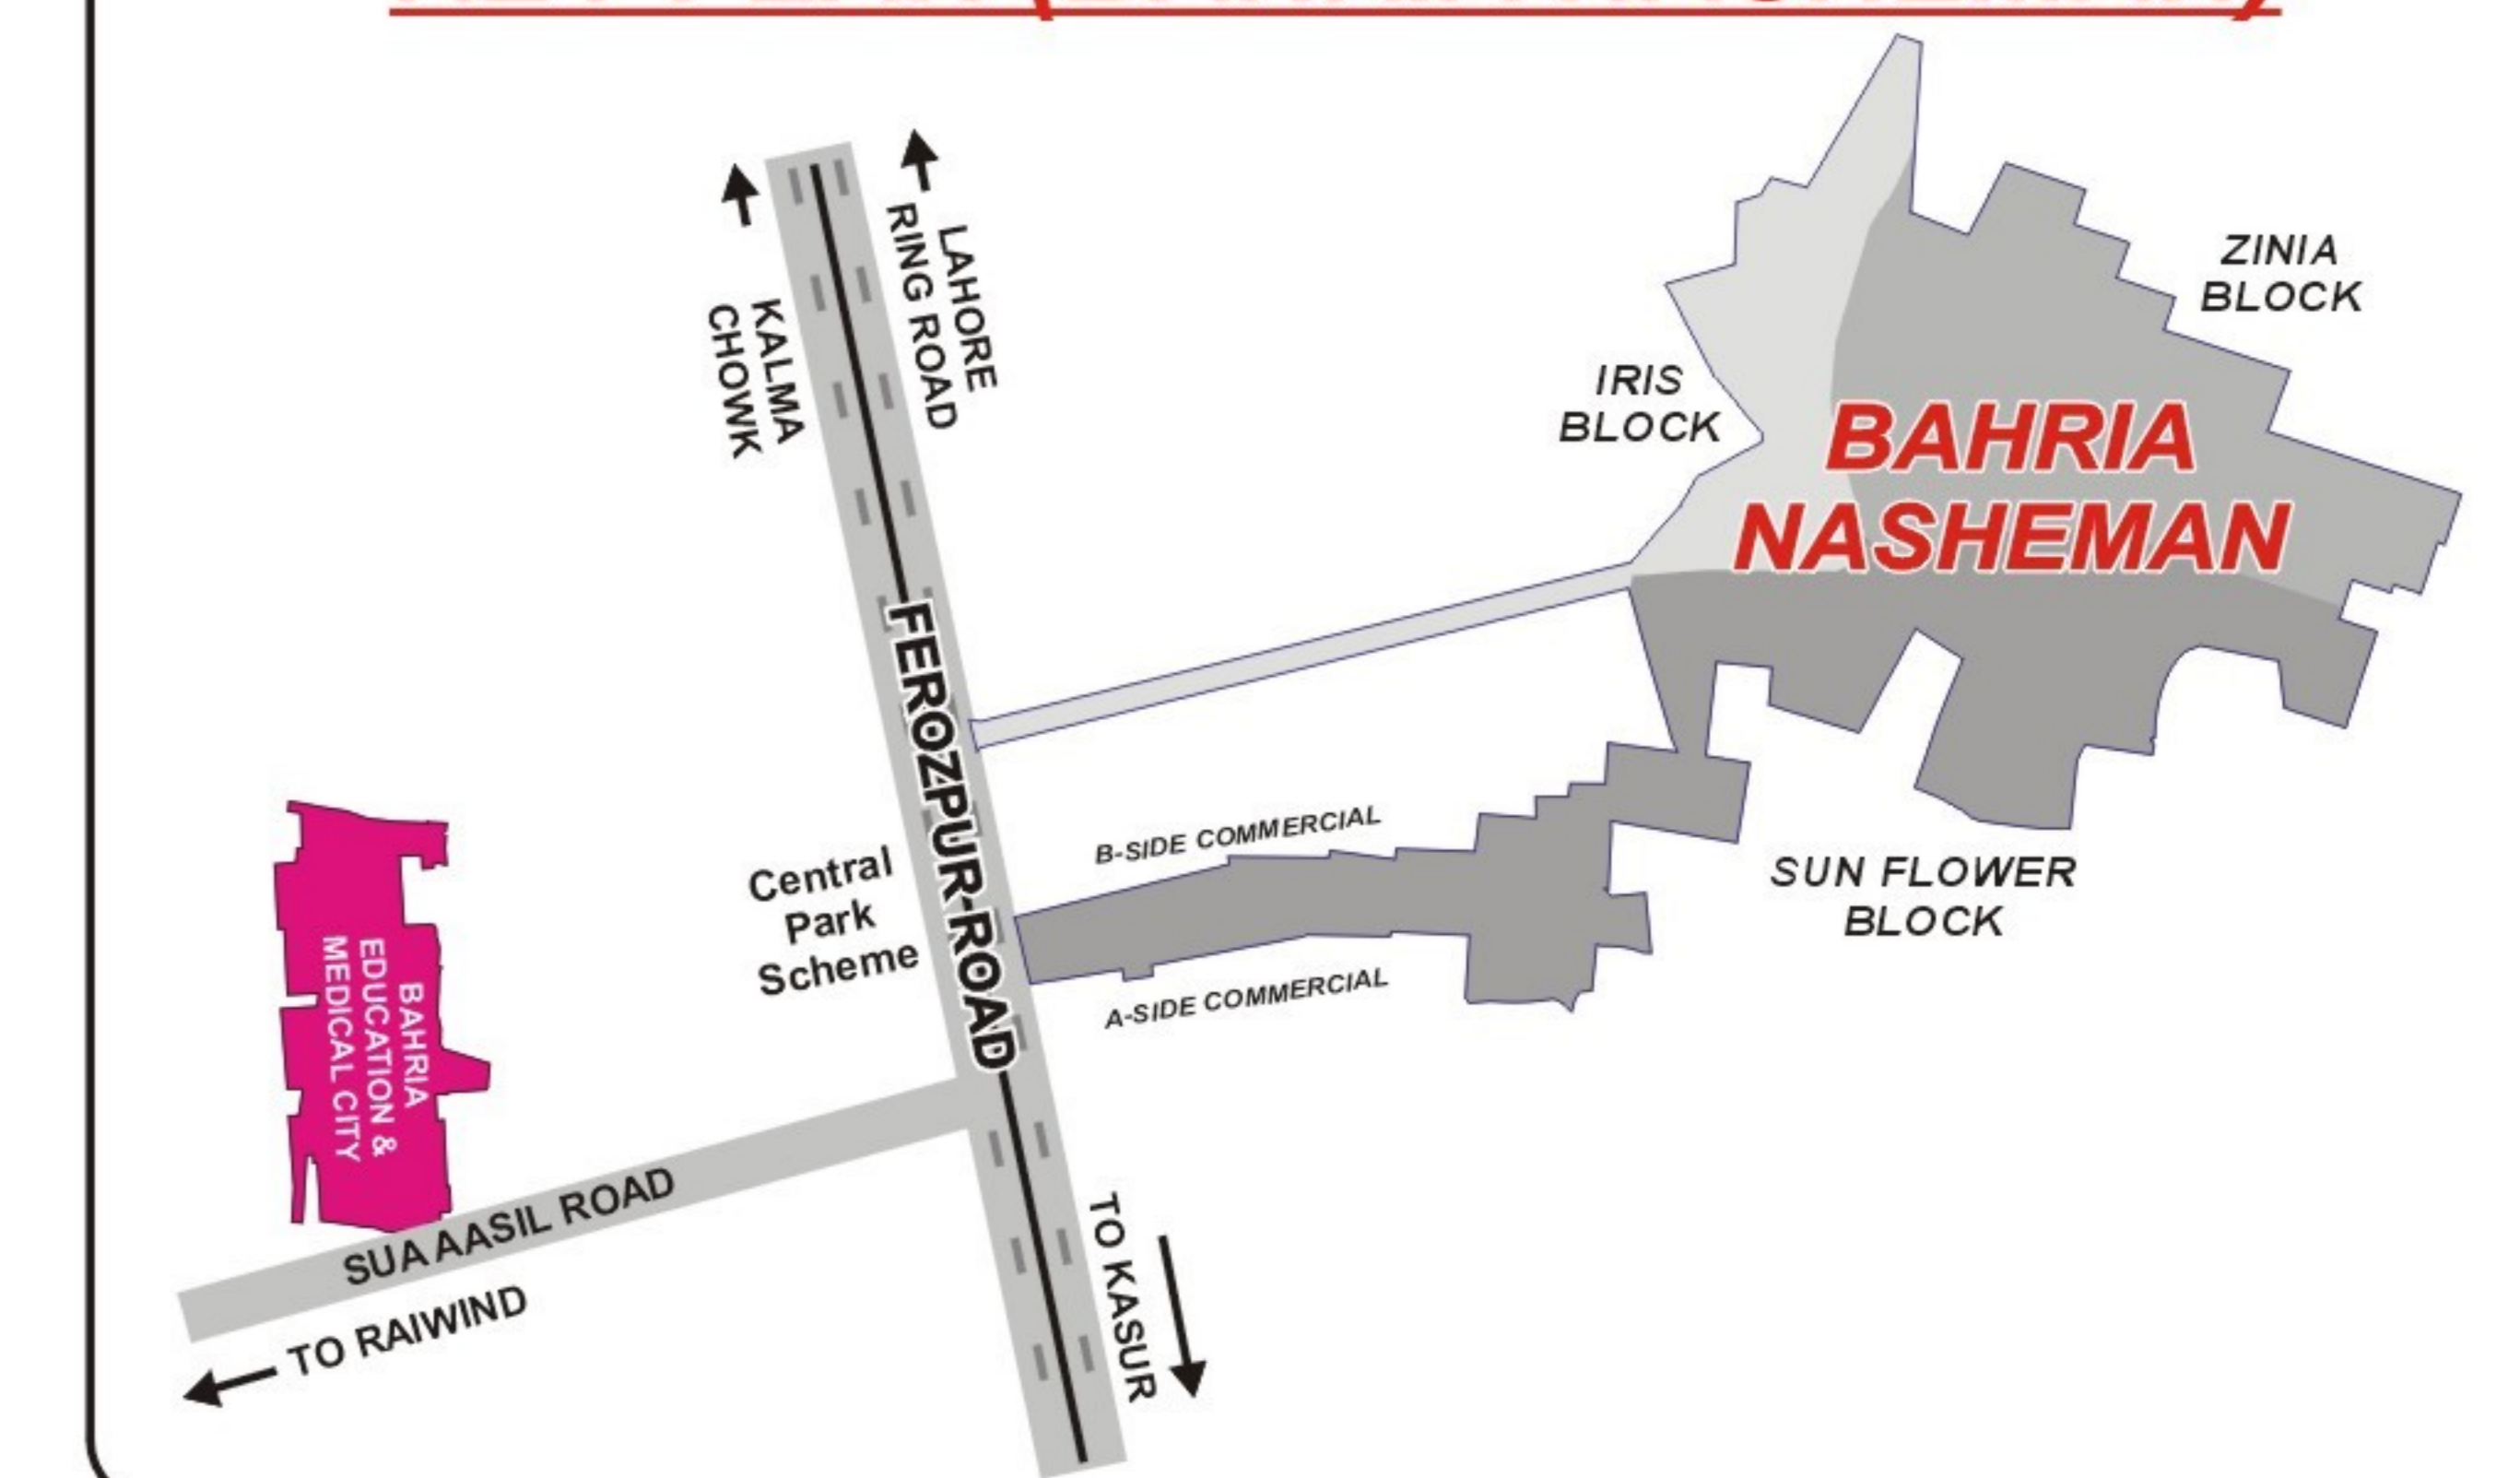 LAHORE
RING ROAD
KALMA
CHOWK
ZINIA
BLOCK
IRIS
BLOCK
BAHRIA
NASHEMAN
FEROZPUR-ROAD
B-SIDE COMMERCIAL
Central
Park
Scheme
SUN FLOWER
BLOCK
A-SIDE COMMERCIAL
BAHRIA
EDUCATION &
MEDICAL CITY
SUA AASIL ROAD
TO RAIWIND
TO KASUR